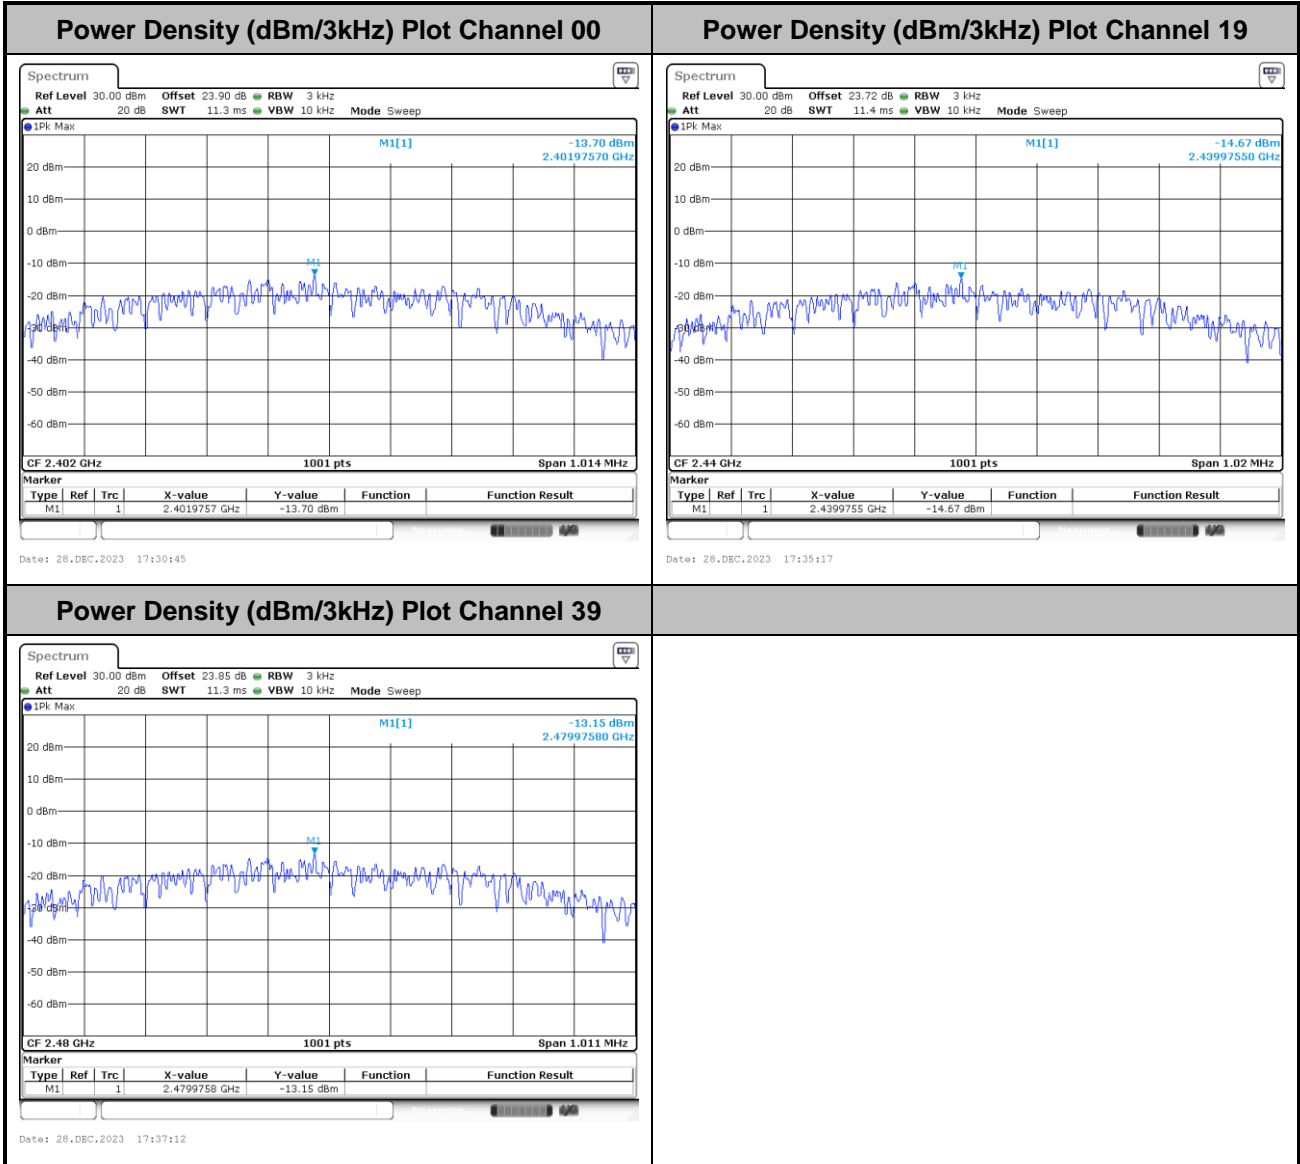 Power Density (dBm/3kHz) Plot Channel 00
Spectrum
Ref Level 30.00 dBm Offset 23.90 dB RBW 3 kHz
Att 20 dB SWT 11.3 ms VBW 10 kHz Mode Sweep
1Pk Max
M1[1] -13.70 dBm
2.40197570 GHz
20 dBm
10 dBm
0 dBm
-10 dBm
M1
-20 dBm
-30 dBm
-40 dBm
-50 dBm
-60 dBm
CF 2.402 GHz 1001 pts Span 1.014 MHz
Marker
Type Ref Trc X-value Y-value Function Function Result
M1 1 2.4019757 GHz -13.70 dBm
Date: 28.DEC.2023 17:30:45
Power Density (dBm/3kHz) Plot Channel 19
Spectrum
Ref Level 30.00 dBm Offset 23.72 dB RBW 3 kHz
Att 20 dB SWT 11.4 ms VBW 10 kHz Mode Sweep
1Pk Max
M1[1] -14.67 dBm
2.43997550 GHz
20 dBm
10 dBm
0 dBm
-10 dBm
M1
-20 dBm
-30 dBm
-40 dBm
-50 dBm
-60 dBm
CF 2.44 GHz 1001 pts Span 1.02 MHz
Marker
Type Ref Trc X-value Y-value Function Function Result
M1 1 2.4399755 GHz -14.67 dBm
Measuring...
Date: 28.DEC.2023 17:35:17
Power Density (dBm/3kHz) Plot Channel 39
Spectrum
Ref Level 30.00 dBm Offset 23.85 dB RBW 3 kHz
Att 20 dB SWT 11.3 ms VBW 10 kHz Mode Sweep
1Pk Max
M1[1] -13.15 dBm
2.47997580 GHz
20 dBm
10 dBm
0 dBm
-10 dBm
M1
-20 dBm
-30 dBm
-40 dBm
-50 dBm
-60 dBm
CF 2.48 GHz 1001 pts Span 1.011 MHz
Marker
Type Ref Trc X-value Y-value Function Function Result
M1 1 2.4799758 GHz -13.15 dBm
Measuring...
Date: 28.DEC.2023 17:37:12